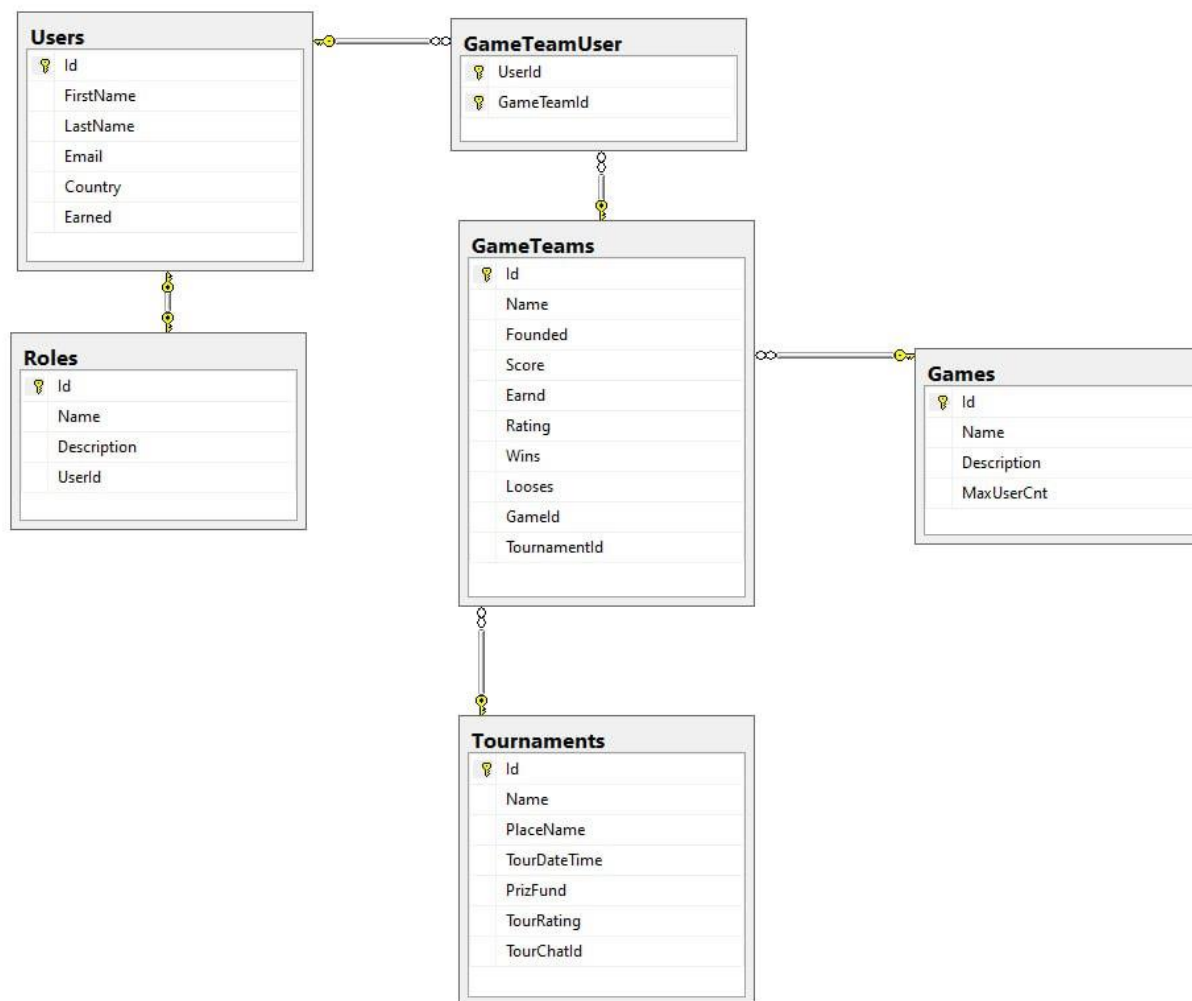 Users
Id
FirstName
LastName
Email
Country
Earned
GameTeamUser
UserId
GameTeamId
GameTeams
Id
Name
Founded
Score
Earnd
Rating
Wins
Looses
GameId
TournamentId
Roles
Id
Name
Description
UserId
Games
Id
Name
Description
MaxUserCnt
Tournaments
Id
Name
PlaceName
TourDateTime
PrizFund
TourRating
TourChatId